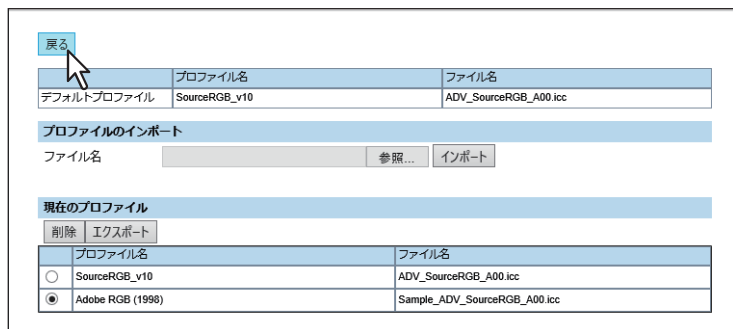 戻る
プロファイル名 ファイル名
デフォルトプロファイル SourceRGB_v10 ADV_SourceRGB_A00.icc
プロファイルのインポート
ファイル名 参照... インポート
現在のプロファイル
削除 エクスポート
プロファイル名 ファイル名
SourceRGB_v10 ADV_SourceRGB_A00.icc
Adobe RGB (1998) Sample_ADV_SourceRGB_A00.icc